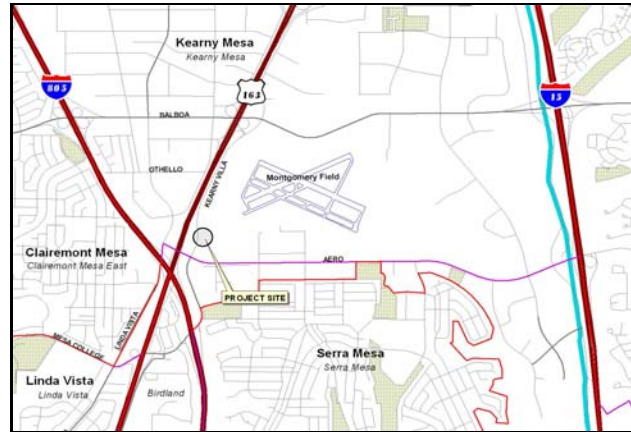 Kearny Mesa
Kearny Mesa
805
163
15
BALBOA
OTHELLO
KEARNY VILLA
Montgomery Field
Clairemont Mesa
Clairemont Mesa East
AERO
PROJECT SITE
LINDA VISTA
MESA COLLEGE
Serra Mesa
Serra Mesa
Linda Vista
Linda Vista
Birdland